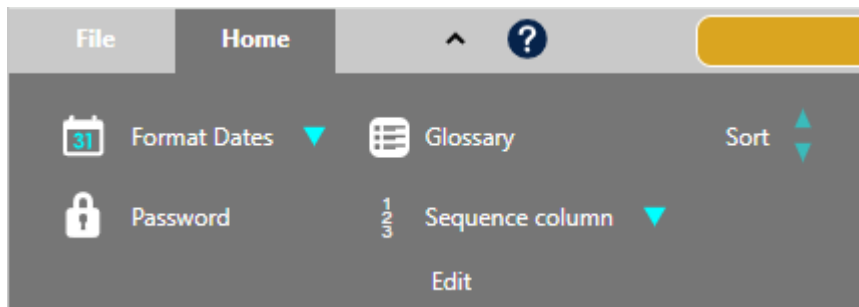 File Home ?
31 Format Dates Glossary Sort
Password 1 2 3 Sequence column
Edit